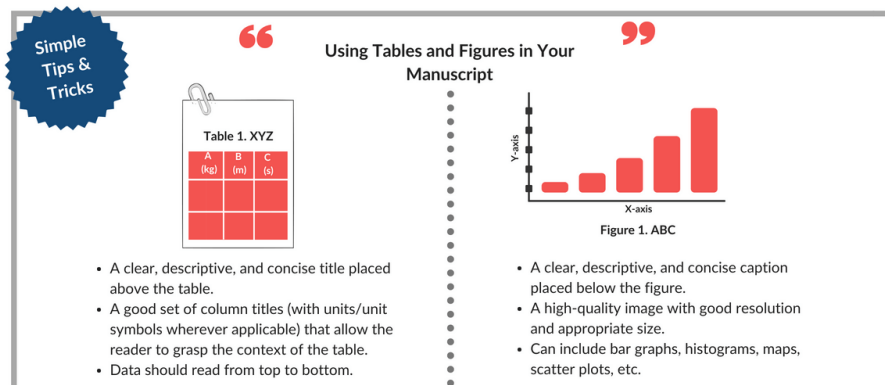 Simple
Tips &
Tricks
“
Using Tables and Figures in Your
Manuscript
”
Table 1. XYZ
A B C
(kg) (m) (s)
• A clear, descriptive, and concise title placed
above the table.
• A good set of column titles (with units/unit
symbols wherever applicable) that allow the
reader to grasp the context of the table.
• Data should read from top to bottom.
Y-axis
X-axis
Figure 1. ABC
• A clear, descriptive, and concise caption
placed below the figure.
• A high-quality image with good resolution
and appropriate size.
• Can include bar graphs, histograms, maps,
scatter plots, etc.